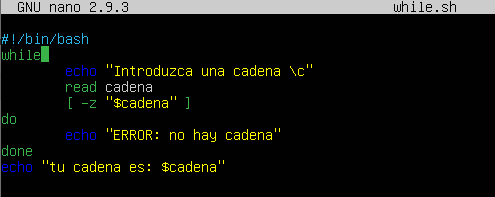 GNU nano 2.9.3 while.sh
#!/bin/bash
while
echo "Introduzca una cadena \c"
read cadena
[ -z "$cadena" ]
do
echo "ERROR: no hay cadena"
done
echo "tu cadena es: $cadena"